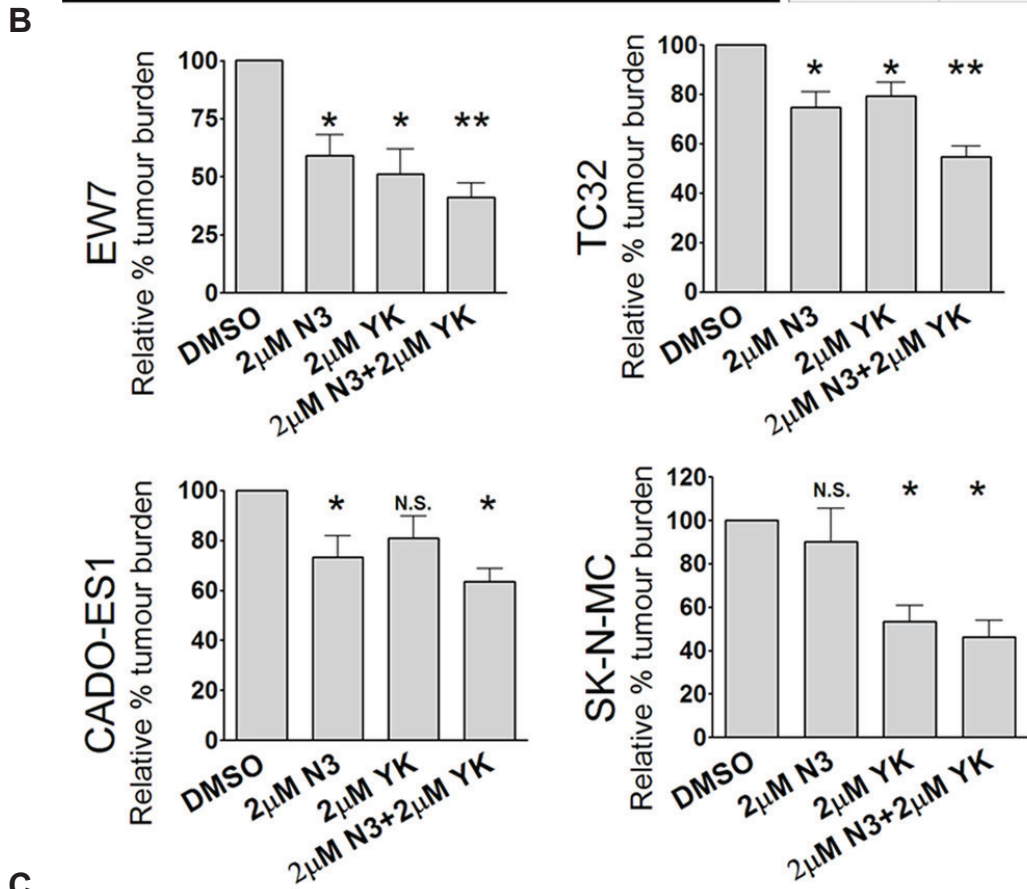 B
EW7
Relative % tumour burden
100
75
50
25
0
*
*
**
DMSO
2μM N3
2μM YK
2μM N3+2μM YK
TC32
Relative % tumour burden
100
80
60
40
20
0
*
*
**
DMSO
2μM N3
2μM YK
2μM N3+2μM YK
CADO-ES1
Relative % tumour burden
100
80
60
40
20
0
*
N.S.
*
DMSO
2μM N3
2μM YK
2μM N3+2μM YK
SK-N-MC
Relative % tumour burden
120
100
80
60
40
20
0
N.S.
*
*
DMSO
2μM N3
2μM YK
2μM N3+2μM YK
C